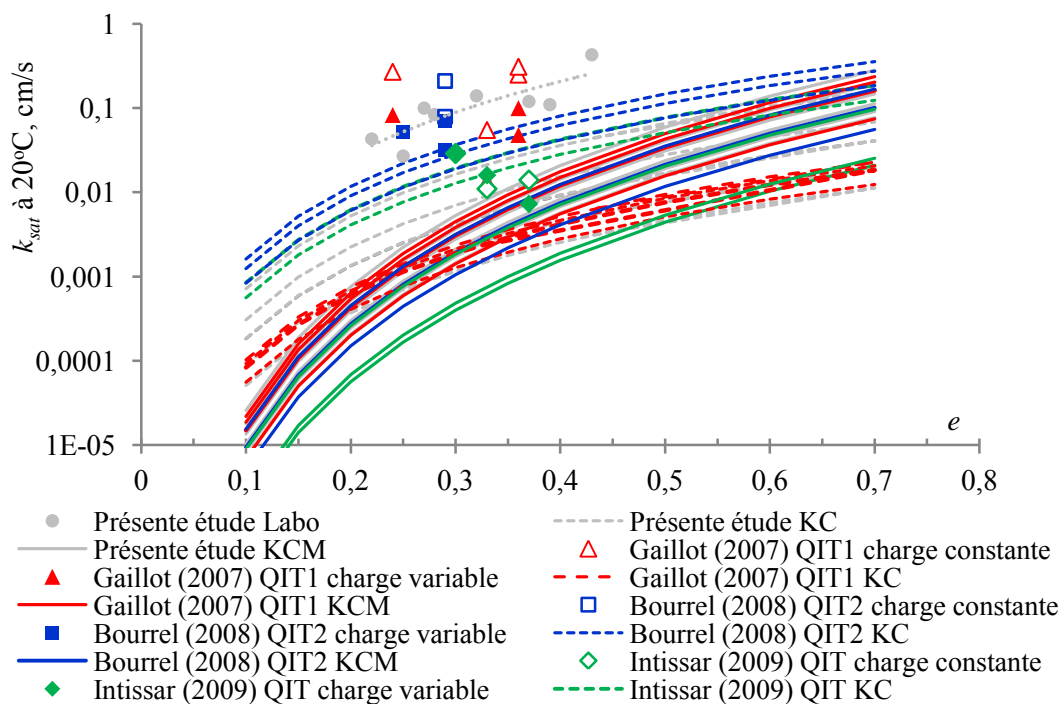 k_sat à 20°C, cm/s
1
0,1
0,01
0,001
0,0001
1E-05
e
0 0,1 0,2 0,3 0,4 0,5 0,6 0,7 0,8
Présente étude Labo Présente étude KC
Présente étude KCM Gaillot (2007) QIT1 charge constante
Gaillot (2007) QIT1 charge variable Gaillot (2007) QIT1 KC
Gaillot (2007) QIT1 KCM Bourrel (2008) QIT2 charge constante
Bourrel (2008) QIT2 charge variable Bourrel (2008) QIT2 KC
Bourrel (2008) QIT2 KCM Intissar (2009) QIT charge constante
Intissar (2009) QIT charge variable Intissar (2009) QIT KC